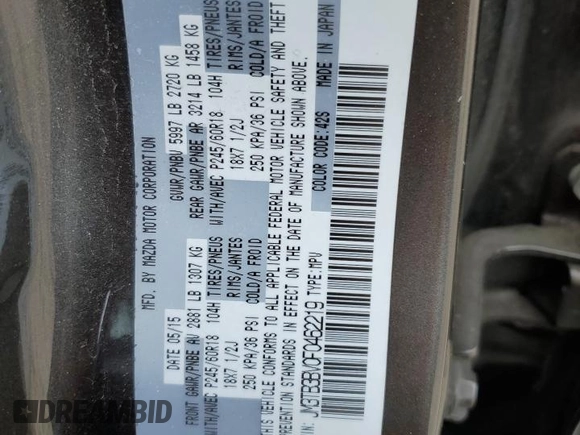 MFD. BY MAZDA MOTOR CORPORATION
DATE 05/15 GVWR/PNBV 5997 LB 2720 KG
FRONT GAWR/PNBE AV 2881 LB 1307 KG REAR GAWR/PNBE AR 3214 LB 1458 KG
WITH/AVEC P245/60R18 104H TIRES/PNEUS WITH/AVEC P245/60R18 104H TIRES/PNEUS
18X7 1/2J RIMS/JANTES 18X7 1/2J RIMS/JANTES
250 KPA/36 PSI COLD/A FROID 250 KPA/36 PSI COLD/A FROID
THIS VEHICLE CONFORMS TO ALL APPLICABLE FEDERAL MOTOR VEHICLE SAFETY AND THEFT
STANDARDS IN EFFECT ON THE DATE OF MANUFACTURE SHOWN ABOVE.
COLOR CODE: 42S MADE IN JAPAN
VIN: JM3TB3BV0F0462219 TYPE: MPV
DREAMBID